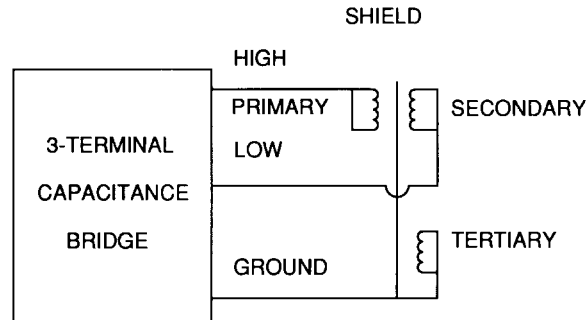 SHIELD
HIGH
PRIMARY
SECONDARY
LOW
3-TERMINAL
CAPACITANCE
BRIDGE
TERTIARY
GROUND